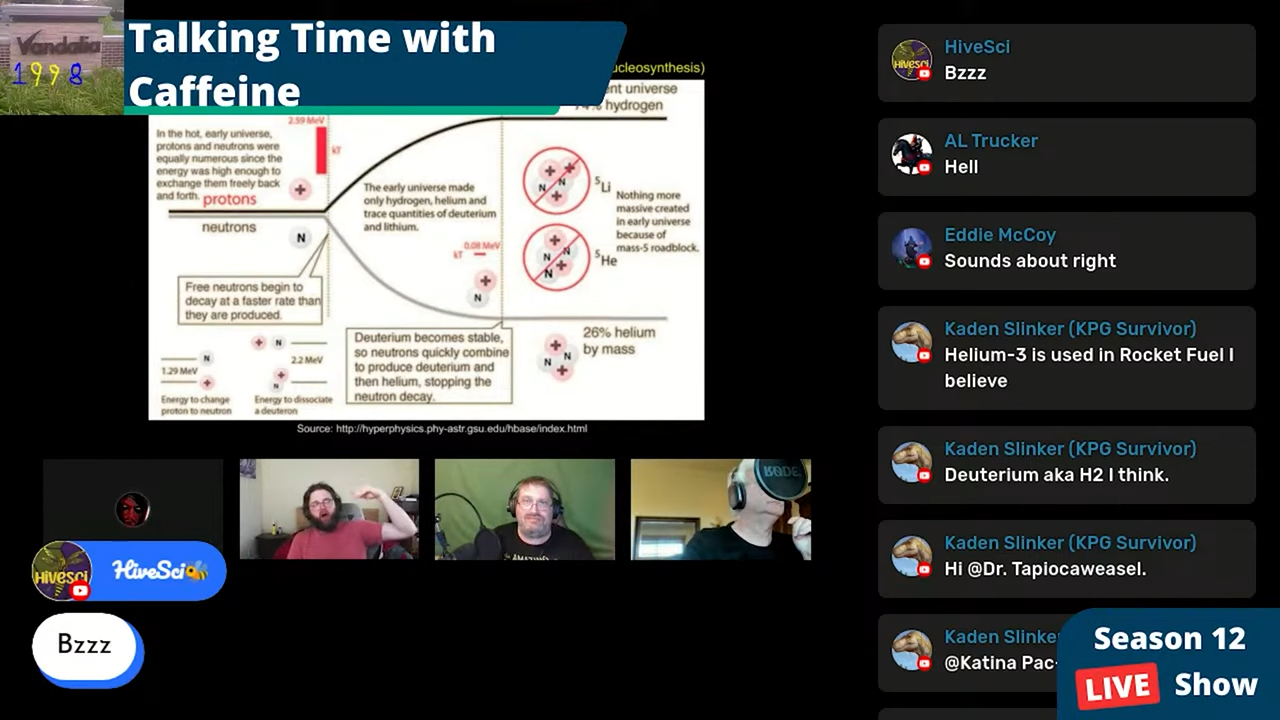 Vandalia
1998
Talking Time with
Caffeine
ucleosynthesis)
nt universe
74% hydrogen
2.59 MeV
kT
In the hot, early universe,
protons and neutrons were
equally numerous since the
energy was high enough to
exchange them freely back
and forth.
protons
neutrons
N
The early universe made
only hydrogen, helium and
trace quantities of deuterium
and lithium.
0.08 MeV
kT
N
N
N
5Li
Nothing more
massive created
in early universe
because of
mass-5 roadblock.
N
N
N
5He
Free neutrons begin to
decay at a faster rate than
they are produced.
Deuterium becomes stable,
so neutrons quickly combine
to produce deuterium and
then helium, stopping the
neutron decay.
26% helium
by mass
N
N
1.29 MeV
N
N
2.2 MeV
N
Energy to change
proton to neutron
Energy to dissociate
a deuteron
Source: http://hyperphysics.phy-astr.gsu.edu/hbase/index.html
RØDE
AMAZING
HIVESCI
HiveSci🐝
Bzzz
HiveSci
Bzzz
AL Trucker
Hell
Eddie McCoy
Sounds about right
Kaden Slinker (KPG Survivor)
Helium-3 is used in Rocket Fuel I
believe
Kaden Slinker (KPG Survivor)
Deuterium aka H2 I think.
Kaden Slinker (KPG Survivor)
Hi @Dr. Tapiocaweasel.
Kaden Slinke
@Katina Pac-
Season 12
LIVE Show